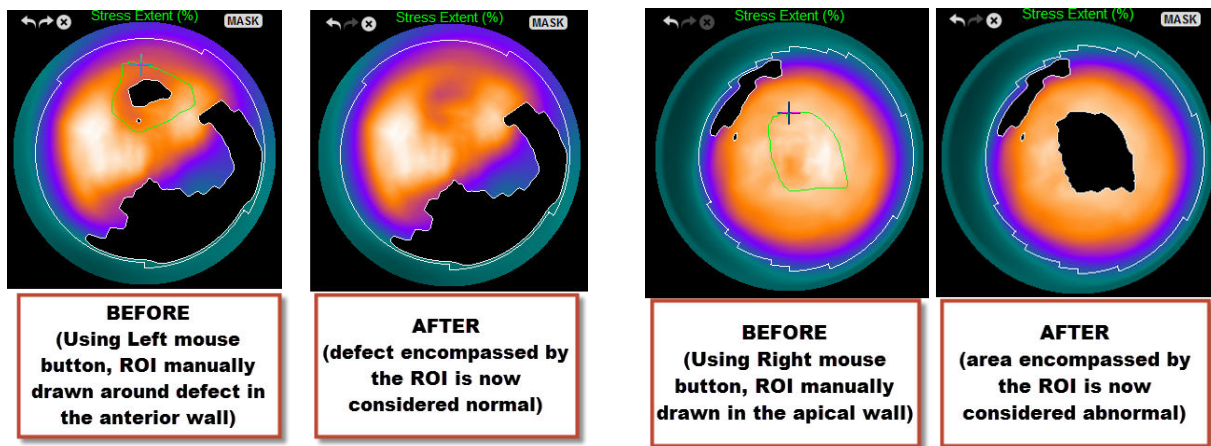 Stress Extent (%)
MASK
Stress Extent (%)
MASK
Stress Extent (%)
MASK
Stress Extent (%)
MASK
BEFORE
(Using Left mouse
button, ROI manually
drawn around defect in
the anterior wall)
AFTER
(defect encompassed by
the ROI is now
considered normal)
BEFORE
(Using Right mouse
button, ROI manually
drawn in the apical wall)
AFTER
(area encompassed by
the ROI is now
considered abnormal)